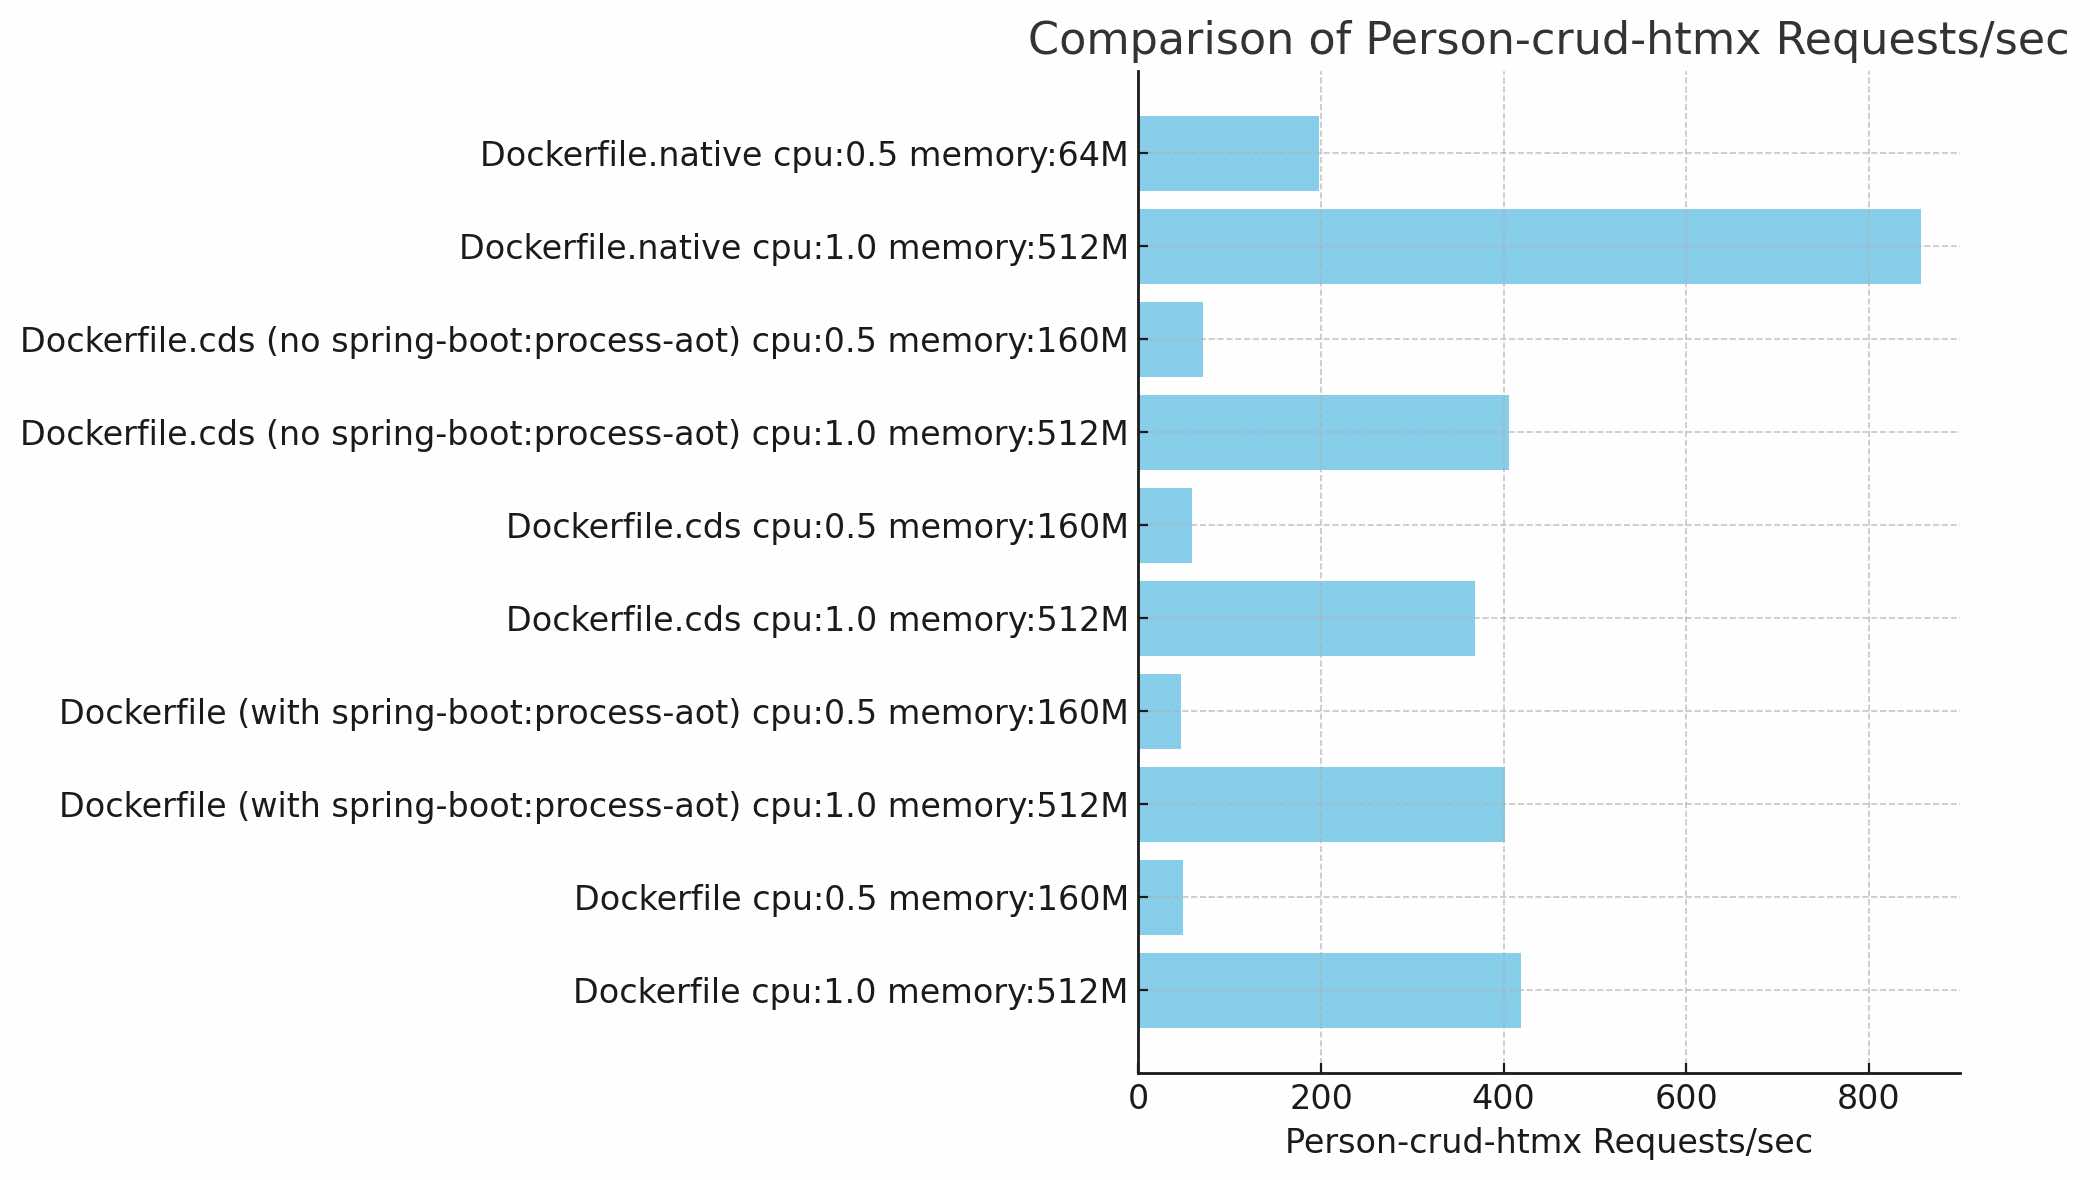 Comparison of Person-crud-htmx Requests/sec
Dockerfile.native cpu:0.5 memory:64M
Dockerfile.native cpu:1.0 memory:512M
Dockerfile.cds (no spring-boot:process-aot) cpu:0.5 memory:160M
Dockerfile.cds (no spring-boot:process-aot) cpu:1.0 memory:512M
Dockerfile.cds cpu:0.5 memory:160M
Dockerfile.cds cpu:1.0 memory:512M
Dockerfile (with spring-boot:process-aot) cpu:0.5 memory:160M
Dockerfile (with spring-boot:process-aot) cpu:1.0 memory:512M
Dockerfile cpu:0.5 memory:160M
Dockerfile cpu:1.0 memory:512M
0 200 400 600 800
Person-crud-htmx Requests/sec